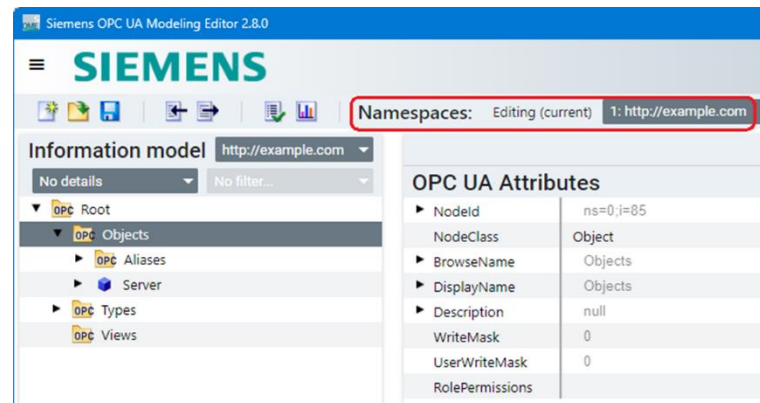 Siemens OPC UA Modeling Editor 2.8.0
SIEMENS
Namespaces: Editing (current) 1: http://example.com
Information model http://example.com
No details No filter...
OPC Root
OPC Objects
OPC Aliases
Server
OPC Types
OPC Views
OPC UA Attributes
NodeId ns=0;i=85
NodeClass Object
BrowseName Objects
DisplayName Objects
Description null
WriteMask 0
UserWriteMask 0
RolePermissions